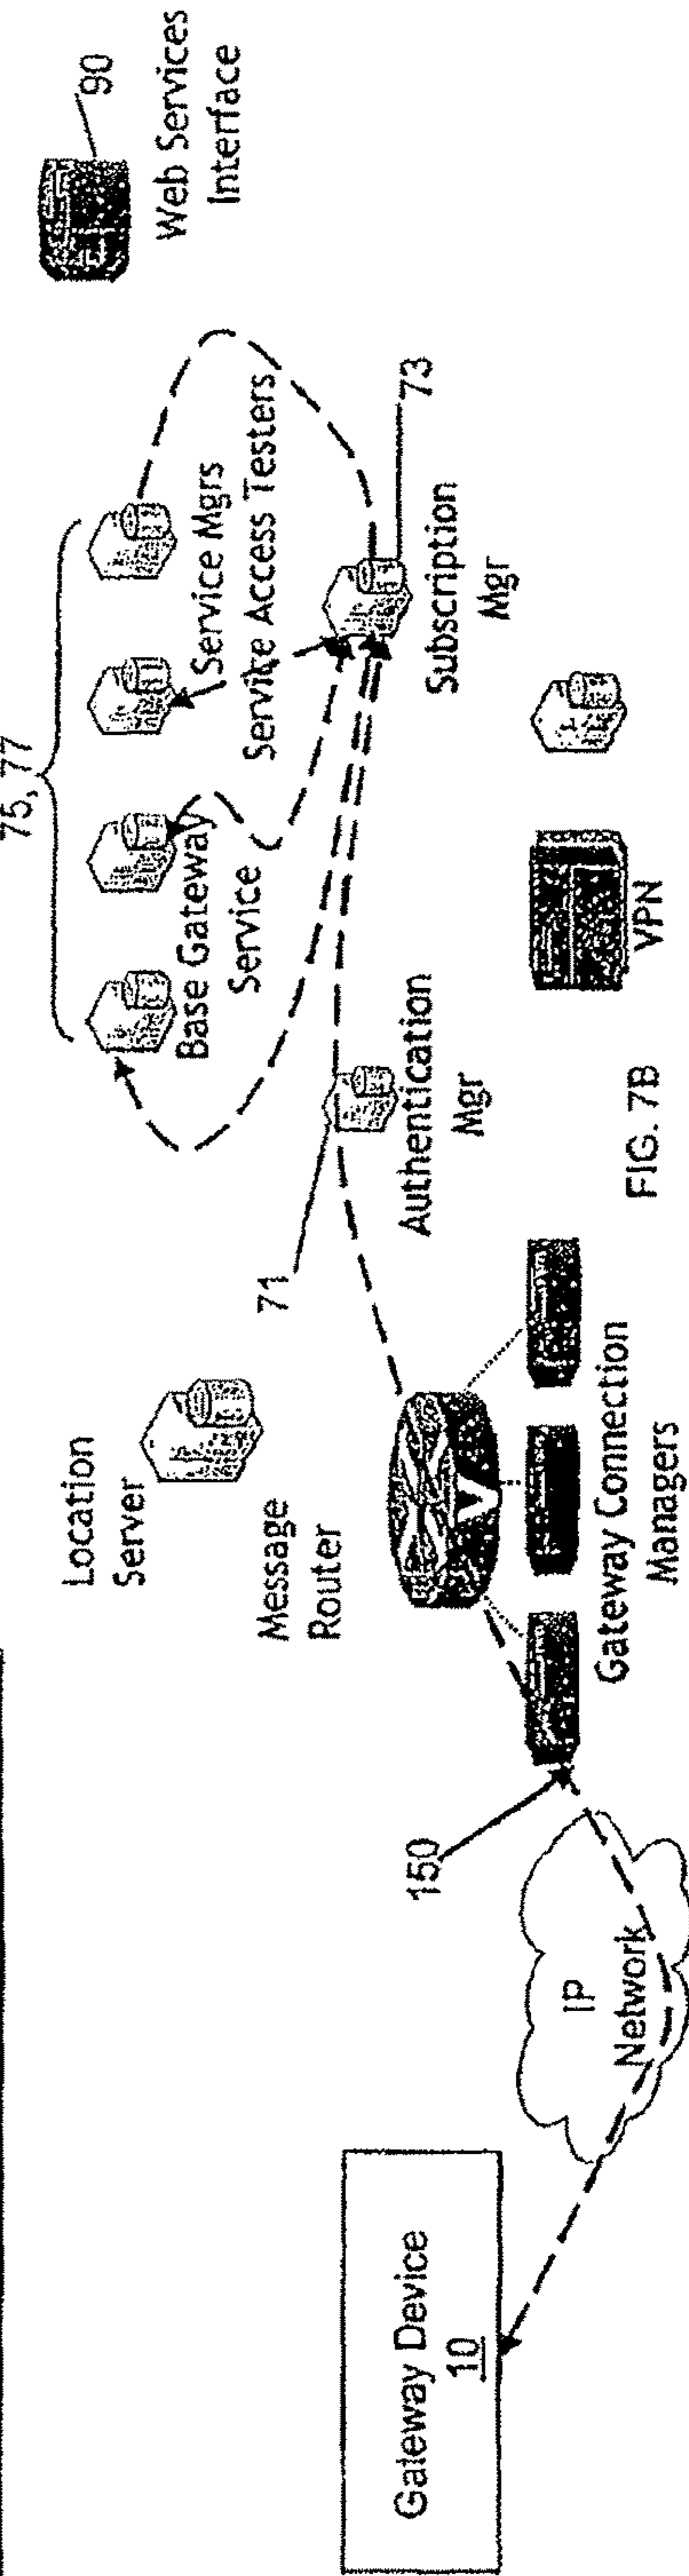 75, 77
90
Web Services
Interface
Location
Server
Service Mgrs
Service Access Testers
Base Gateway
Service
Message
Router
71
73
Authentication
Mgr
Subscription
Mgr
150
Gateway Device
10
IP
Network
Gateway Connection
Managers
VPN
FIG. 7B